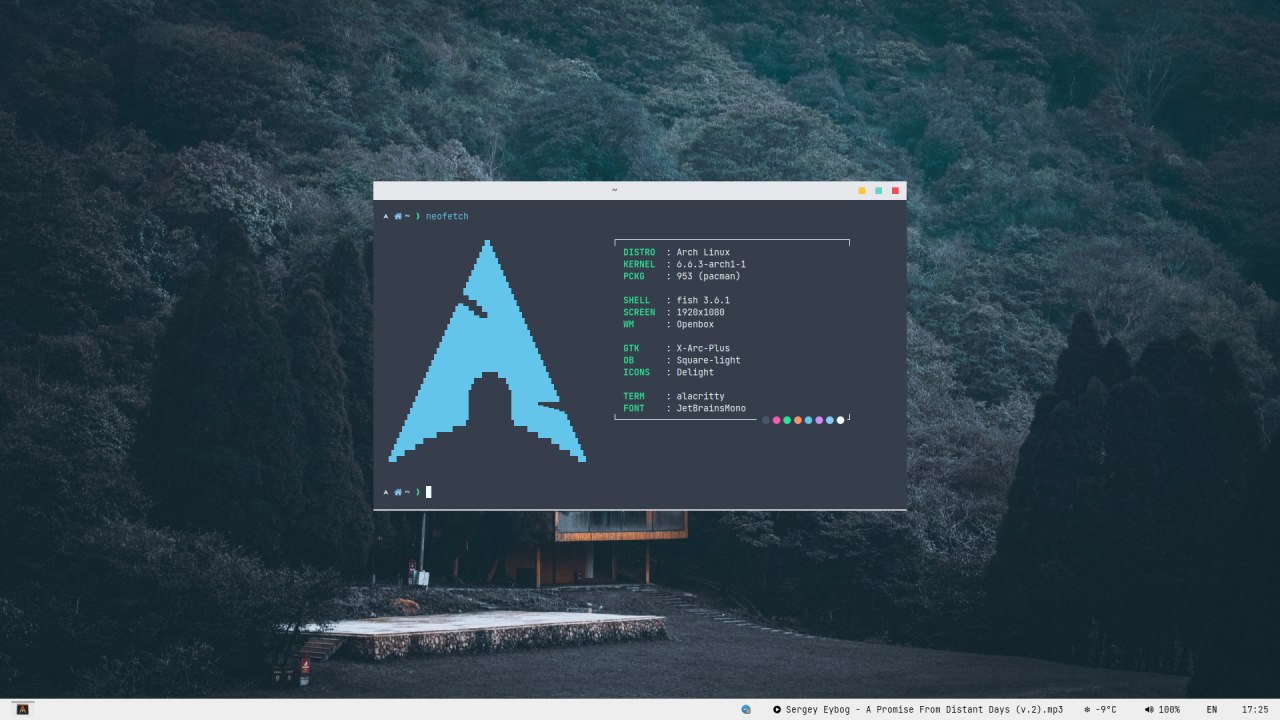 ~
~ ❯ neofetch
DISTRO : Arch Linux
KERNEL : 6.6.3-arch1-1
PCKG : 953 (pacman)
SHELL : fish 3.6.1
SCREEN : 1920x1080
WM : Openbox
GTK : X-Arc-Plus
OB : Square-light
ICONS : Delight
TERM : alacritty
FONT : JetBrainsMono
~ ❯
Sergey Eybog - A Promise From Distant Days (v.2).mp3 -9°C 100% EN 17:25